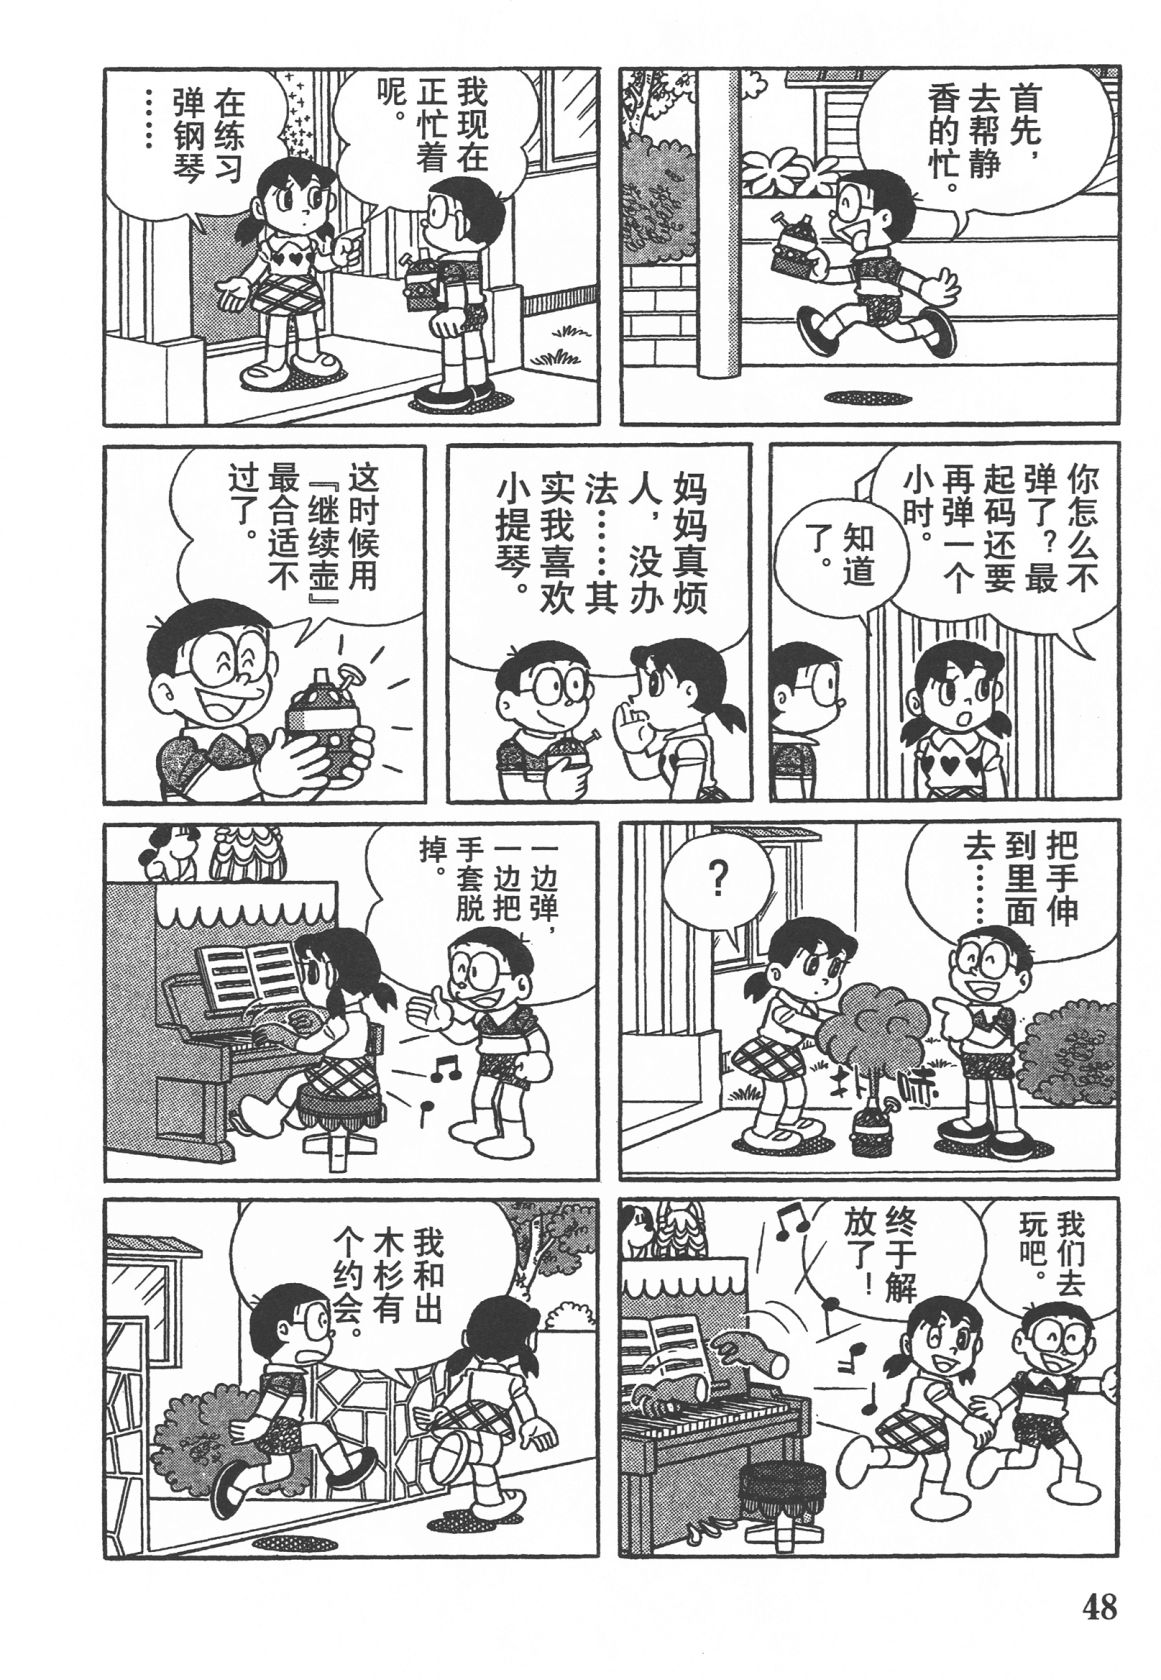 首先，
去帮静
香的忙。
我现在
正忙着
呢。
在练习
弹钢琴
……
你怎么不
弹了？最
起码还要
再弹一个
小时。
知道
了。
妈妈真烦
人，没办
法……其
实我喜欢
小提琴。
这时候用
『继续壶』
最合适不
过了。
把手伸
到里面
去……
？
扑哧
一边弹，
一边把
手套脱
掉。
我们去
玩吧。
终于解
放了！
我和出
木杉有
个约会。
48